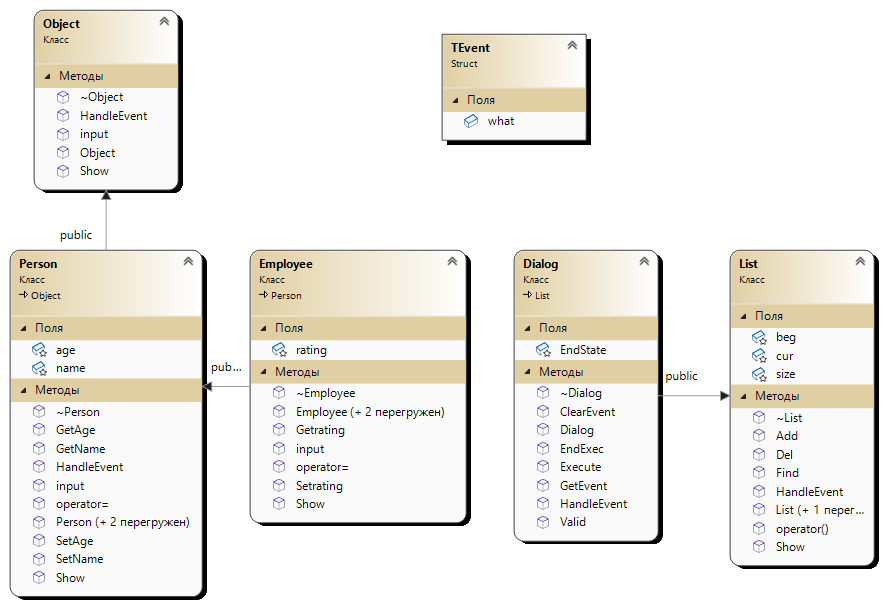 Object
Класс
Методы
~Object
HandleEvent
input
Object
Show
TEvent
Struct
Поля
what
public
Person
Класс
Object
Поля
age
name
Методы
~Person
GetAge
GetName
HandleEvent
input
operator=
Person (+ 2 перегружен)
SetAge
SetName
Show
pub...
Employee
Класс
Person
Поля
rating
Методы
~Employee
Employee (+ 2 перегружен)
Getrating
input
operator=
Setrating
Show
Dialog
Класс
List
Поля
EndState
Методы
~Dialog
ClearEvent
Dialog
EndExec
Execute
GetEvent
HandleEvent
Valid
public
List
Класс
Поля
beg
cur
size
Методы
~List
Add
Del
Find
HandleEvent
List (+ 1 перег...
operator()
Show